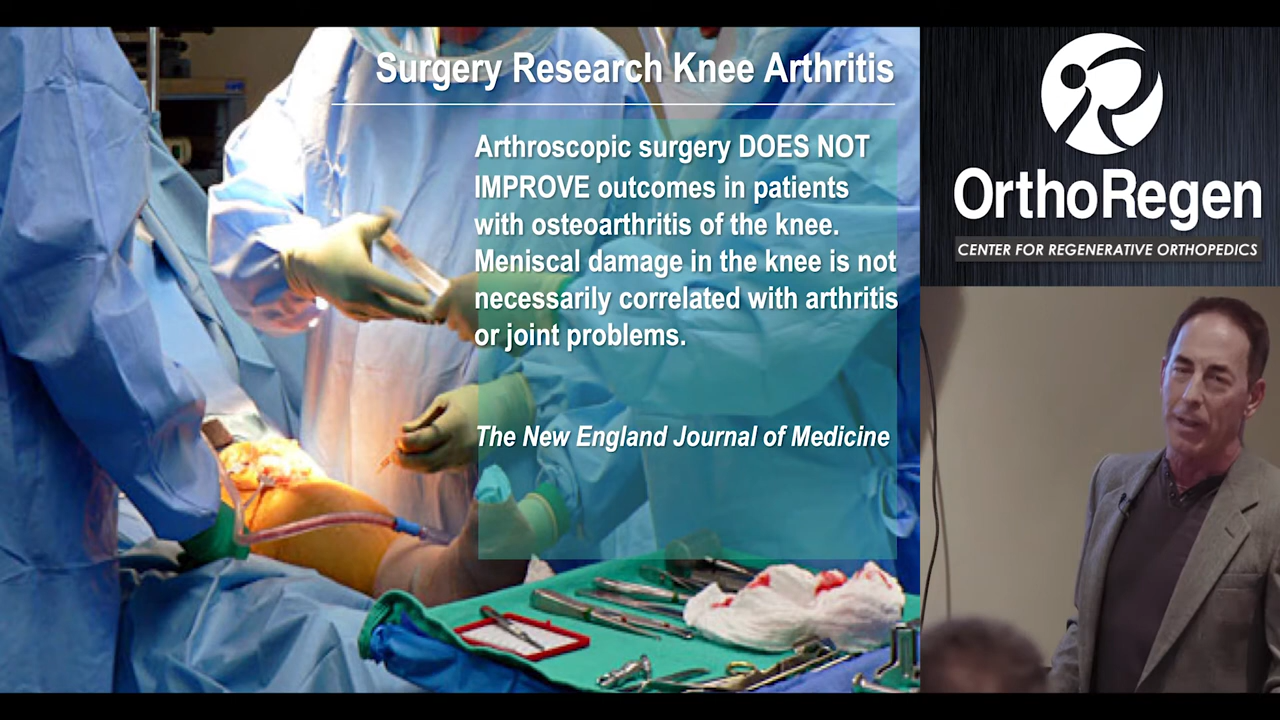 Surgery Research Knee Arthritis
Arthroscopic surgery DOES NOT
IMPROVE outcomes in patients
with osteoarthritis of the knee.
Meniscal damage in the knee is not
necessarily correlated with arthritis
or joint problems.
The New England Journal of Medicine
OrthoRegen
CENTER FOR REGENERATIVE ORTHOPEDICS